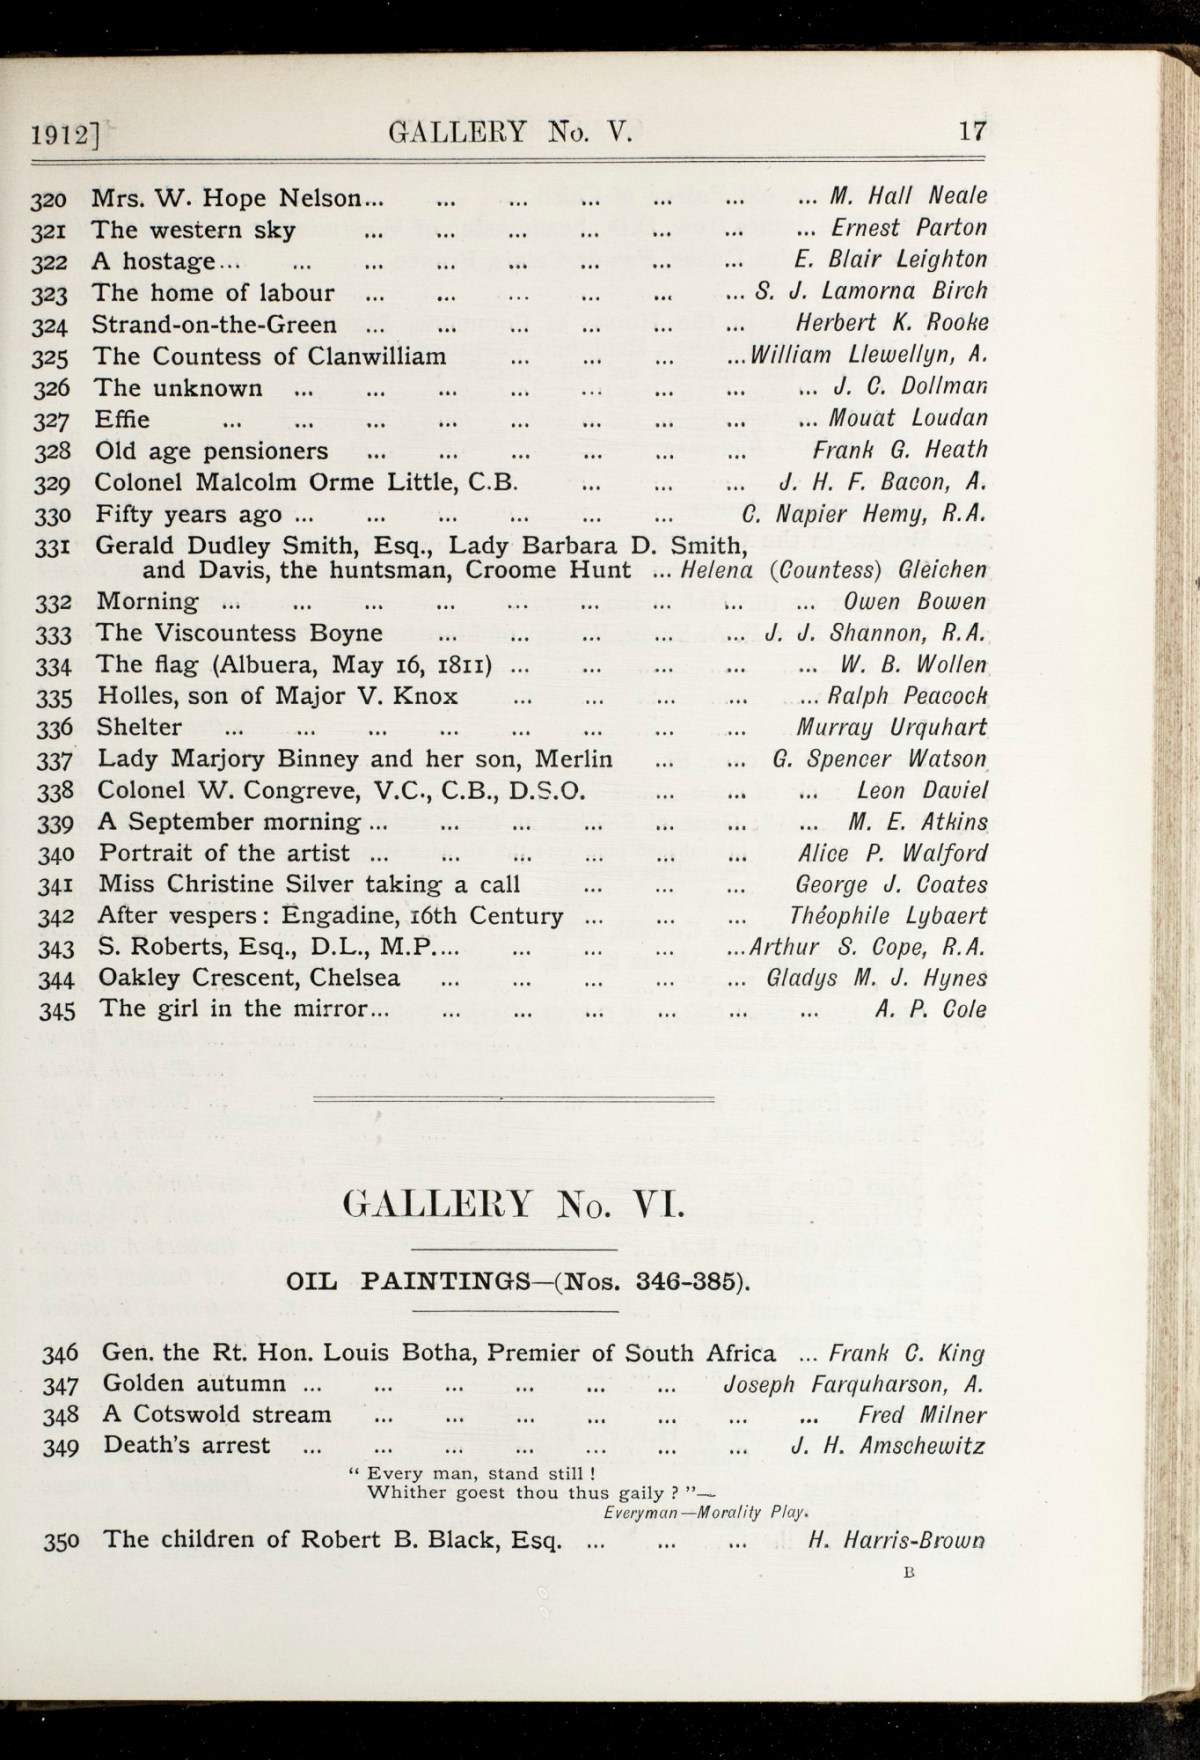 1912] GALLERY No. V. 17
320 Mrs. W. Hope Nelson... ... ... ... ... ... ... M. Hall Neale
321 The western sky ... ... ... ... ... ... ... Ernest Parton
322 A hostage... ... ... ... ... ... ... ... E. Blair Leighton
323 The home of labour ... ... ... ... ... ... S. J. Lamorna Birch
324 Strand-on-the-Green ... ... ... ... ... ... Herbert K. Rooke
325 The Countess of Clanwilliam ... ... ... ... William Llewellyn, A.
326 The unknown ... ... ... ... ... ... ... ... J. C. Dollman
327 Effie ... ... ... ... ... ... ... ... ... Mouat Loudan
328 Old age pensioners ... ... ... ... ... ... Frank G. Heath
329 Colonel Malcolm Orme Little, C.B. ... ... ... J. H. F. Bacon, A.
330 Fifty years ago ... ... ... ... ... ... C. Napier Hemy, R.A.
331 Gerald Dudley Smith, Esq., Lady Barbara D. Smith,
and Davis, the huntsman, Croome Hunt ... Helena (Countess) Gleichen
332 Morning ... ... ... ... ... ... ... ... ... Owen Bowen
333 The Viscountess Boyne ... ... ... ... ... J. J. Shannon, R.A.
334 The flag (Albuera, May 16, 1811) ... ... ... ... ... W. B. Wollen
335 Holles, son of Major V. Knox ... ... ... ... ... Ralph Peacock
336 Shelter ... ... ... ... ... ... ... ... Murray Urquhart
337 Lady Marjory Binney and her son, Merlin ... ... G. Spencer Watson
338 Colonel W. Congreve, V.C., C.B., D.S.O. ... ... ... Leon Daviel
339 A September morning ... ... ... ... ... ... ... M. E. Atkins
340 Portrait of the artist ... ... ... ... ... ... Alice P. Walford
341 Miss Christine Silver taking a call ... ... ... George J. Coates
342 After vespers: Engadine, 16th Century ... ... ... Théophile Lybaert
343 S. Roberts, Esq., D.L., M.P.... ... ... ... ... Arthur S. Cope, R.A.
344 Oakley Crescent, Chelsea ... ... ... ... ... Gladys M. J. Hynes
345 The girl in the mirror... ... ... ... ... ... ... A. P. Cole
GALLERY No. VI.
OIL PAINTINGS—(Nos. 346-385).
346 Gen. the Rt. Hon. Louis Botha, Premier of South Africa ... Frank C. King
347 Golden autumn ... ... ... ... ... ... Joseph Farquharson, A.
348 A Cotswold stream ... ... ... ... ... ... ... Fred Milner
349 Death's arrest ... ... ... ... ... ... ... J. H. Amschewitz
“ Every man, stand still !
Whither goest thou thus gaily ? ”—
Everyman—Morality Play.
350 The children of Robert B. Black, Esq. ... ... ... H. Harris-Brown
B